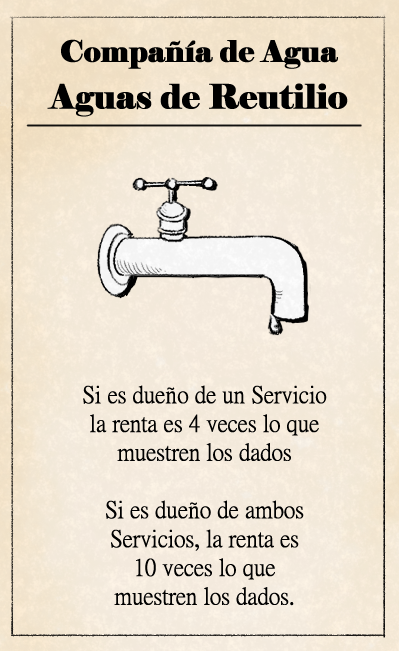 Compañía de Agua
Aguas de Reutilio
Si es dueño de un Servicio
la renta es 4 veces lo que
muestren los dados
Si es dueño de ambos
Servicios, la renta es
10 veces lo que
muestren los dados.